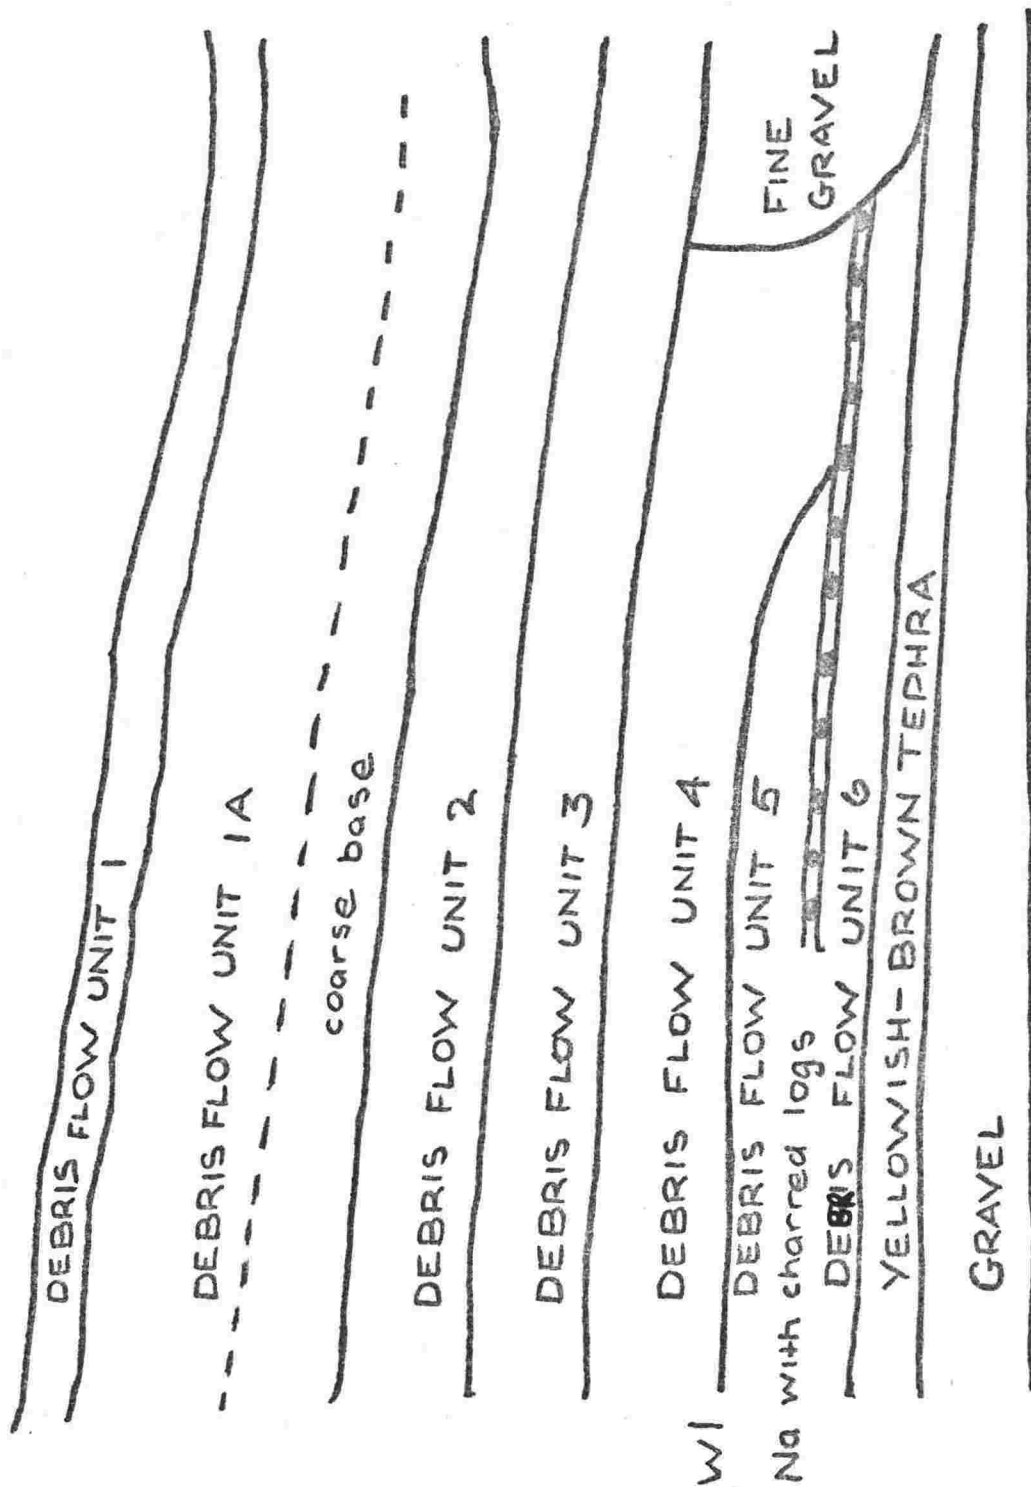 DEBRIS FLOW UNIT 1
DEBRIS FLOW UNIT 1A
coarse base
DEBRIS FLOW UNIT 2
DEBRIS FLOW UNIT 3
DEBRIS FLOW UNIT 4
W1
DEBRIS FLOW UNIT 5
FINE
GRAVEL
Na with charred logs
DEBRIS FLOW UNIT 6
YELLOWISH-BROWN TEPHRA
GRAVEL